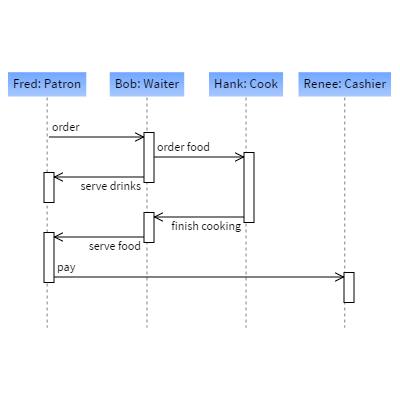 Fred: Patron
Bob: Waiter
Hank: Cook
Renee: Cashier
order
order food
serve drinks
finish cooking
serve food
pay